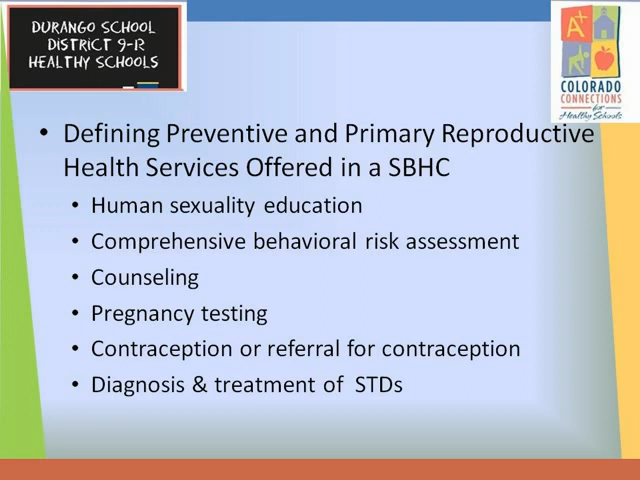 DURANGO SCHOOL
DISTRICT 9-R
HEALTHY SCHOOLS
A+
COLORADO
CONNECTIONS
for
Healthy Schools
• Defining Preventive and Primary Reproductive
Health Services Offered in a SBHC
• Human sexuality education
• Comprehensive behavioral risk assessment
• Counseling
• Pregnancy testing
• Contraception or referral for contraception
• Diagnosis & treatment of STDs